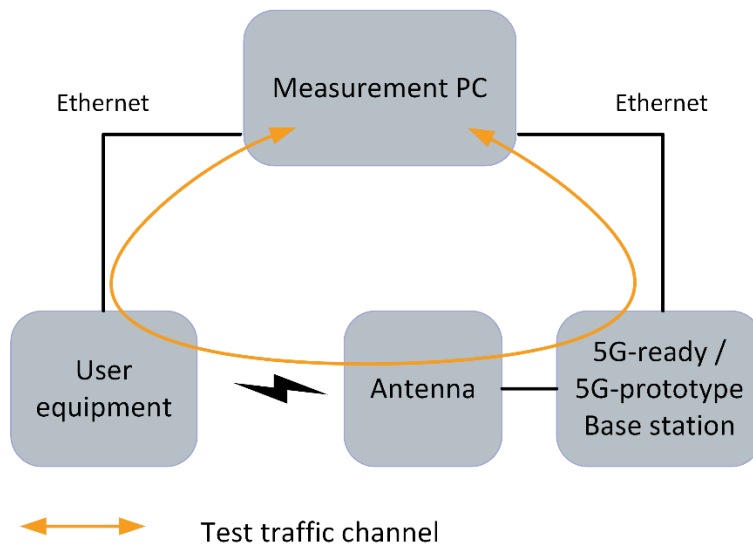 Ethernet
Measurement PC
Ethernet
User
equipment
Antenna
5G-ready /
5G-prototype
Base station
Test traffic channel